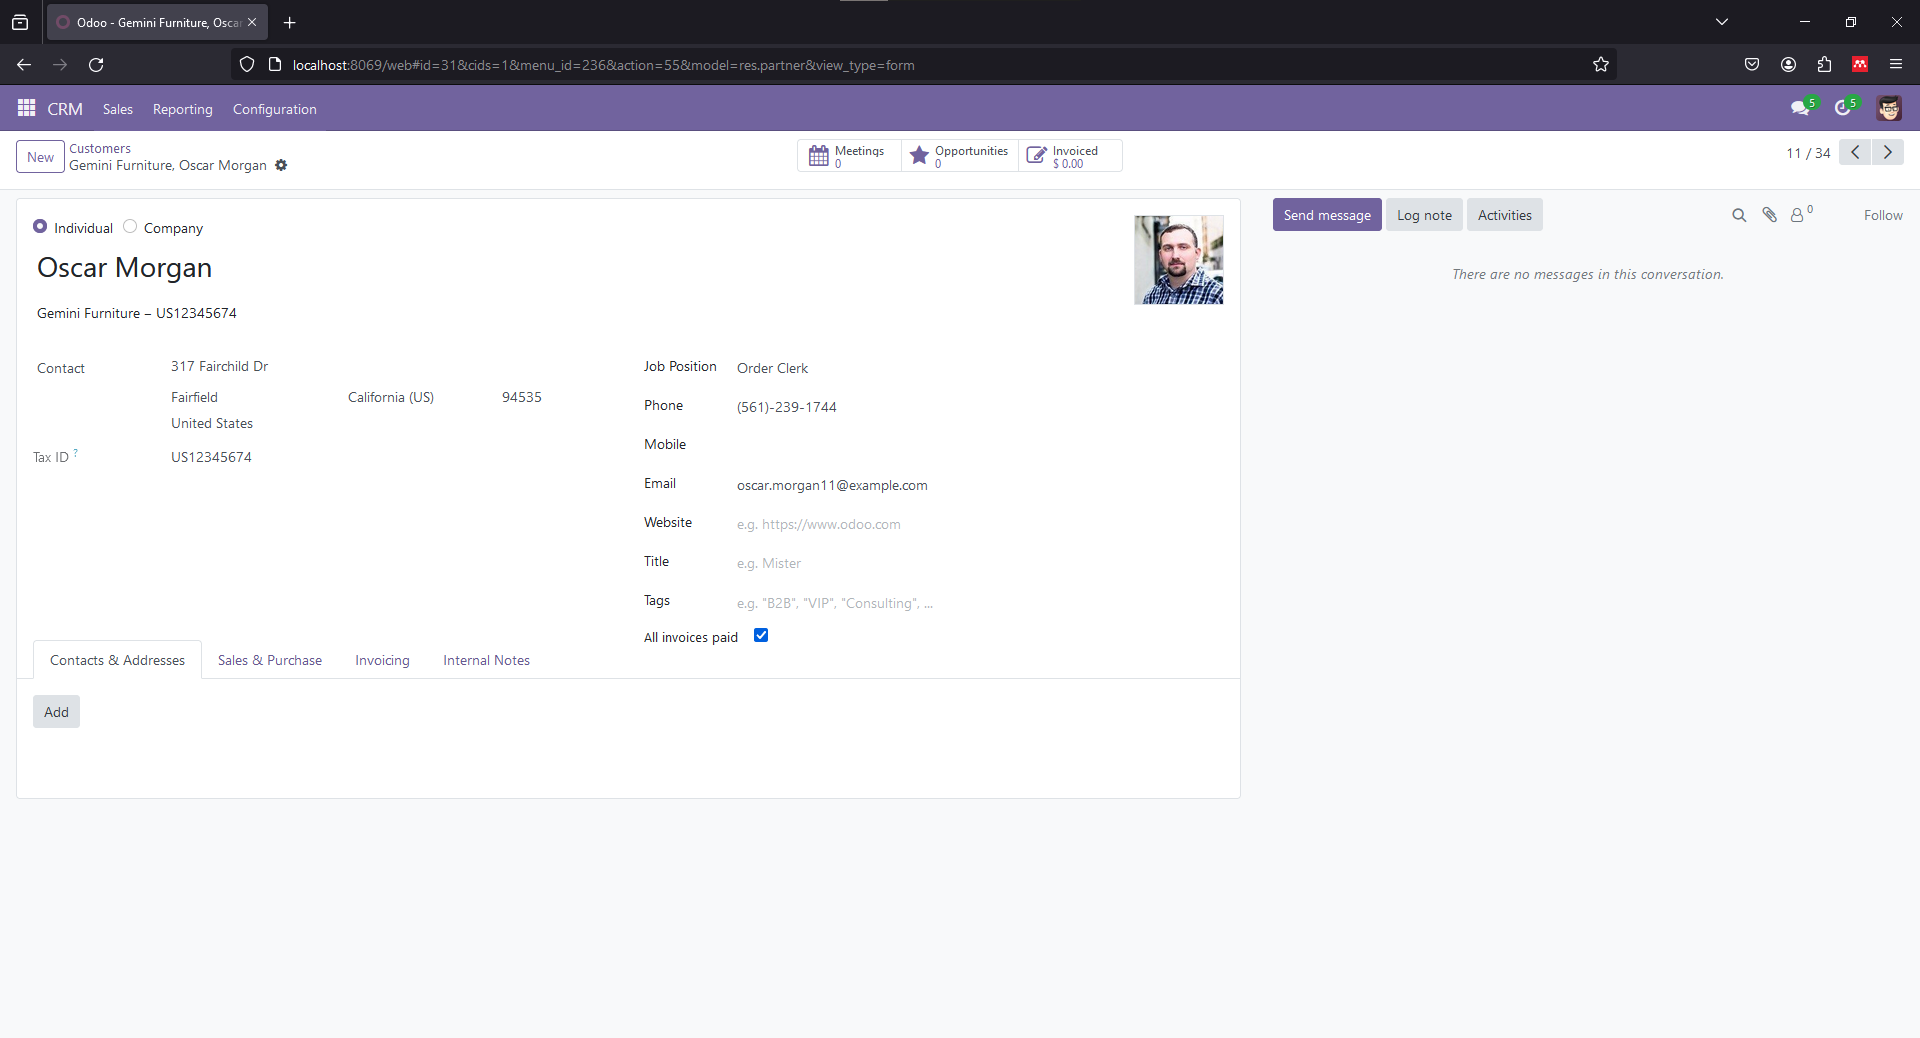 Odoo - Gemini Furniture, Oscar
localhost:8069/web#id=31&cids=1&menu_id=236&action=55&model=res.partner&view_type=form
CRM Sales Reporting Configuration 5 5
New Customers
Gemini Furniture, Oscar Morgan
Meetings 0
Opportunities 0
Invoiced $ 0.00
11 / 34
Individual Company
Oscar Morgan
Gemini Furniture – US12345674
Contact 317 Fairchild Dr
Fairfield California (US) 94535
United States
Tax ID ? US12345674
Job Position Order Clerk
Phone (561)-239-1744
Mobile
Email oscar.morgan11@example.com
Website e.g. https://www.odoo.com
Title e.g. Mister
Tags e.g. "B2B", "VIP", "Consulting", ...
All invoices paid
Contacts & Addresses Sales & Purchase Invoicing Internal Notes
Add
Send message Log note Activities 0 Follow
There are no messages in this conversation.